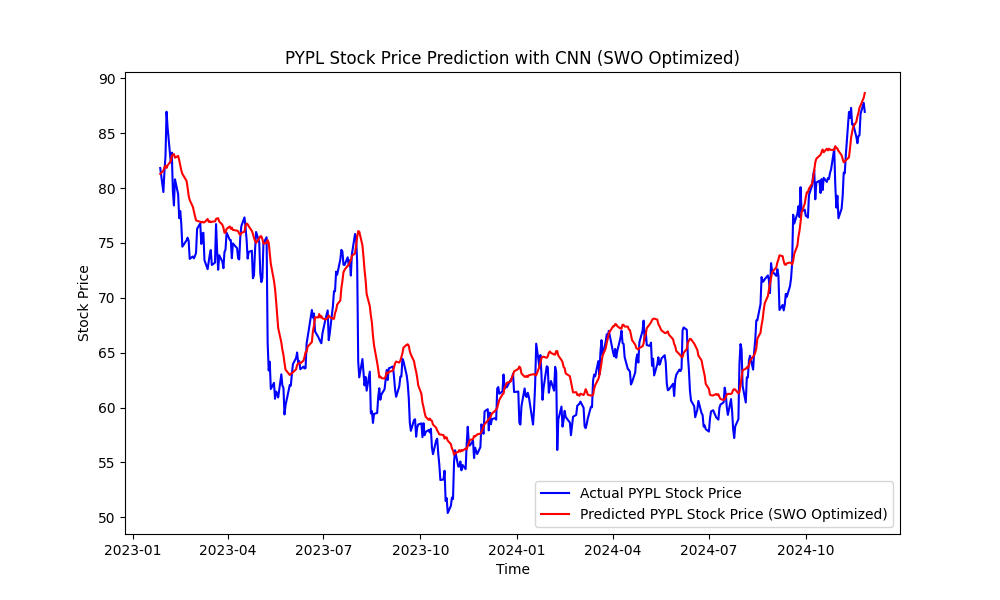 PYPL Stock Price Prediction with CNN (SWO Optimized)
90
85
80
75
70
65
60
55
50
Stock Price
Actual PYPL Stock Price
Predicted PYPL Stock Price (SWO Optimized)
2023-01 2023-04 2023-07 2023-10 2024-01 2024-04 2024-07 2024-10
Time